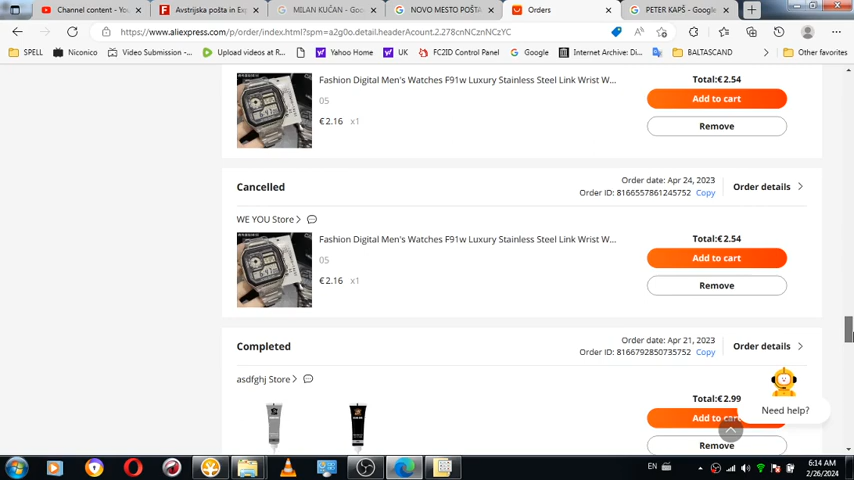 Channel content - Yo...
Avstrijska pošta in Ex...
MILAN KUČAN - Goo...
NOVO MESTO POŠTA
Orders
PETER KAPŠ - Google
https://www.aliexpress.com/p/order/index.html?spm=a2g0o.detail.headerAcount.2.278cnNCznNCzYC
SPELL
Niconico
Video Submission -...
Upload videos at R...
Yahoo Home
UK
FC2ID Control Panel
Google
Internet Archive: Di...
BALTASCAND
Other favorites
Fashion Digital Men's Watches F91w Luxury Stainless Steel Link Wrist W...
Total:€ 2.54
05
Add to cart
€ 2.16 x1
Remove
Cancelled
Order date: Apr 24, 2023
Order ID: 8166557861245752 Copy
Order details
WE YOU Store
Fashion Digital Men's Watches F91w Luxury Stainless Steel Link Wrist W...
Total:€ 2.54
05
Add to cart
€ 2.16 x1
Remove
Completed
Order date: Apr 21, 2023
Order ID: 8166792850735752 Copy
Order details
asdfghj Store
Total:€ 2.99
Add to cart
Need help?
Remove
EN
6:14 AM
2/26/2024